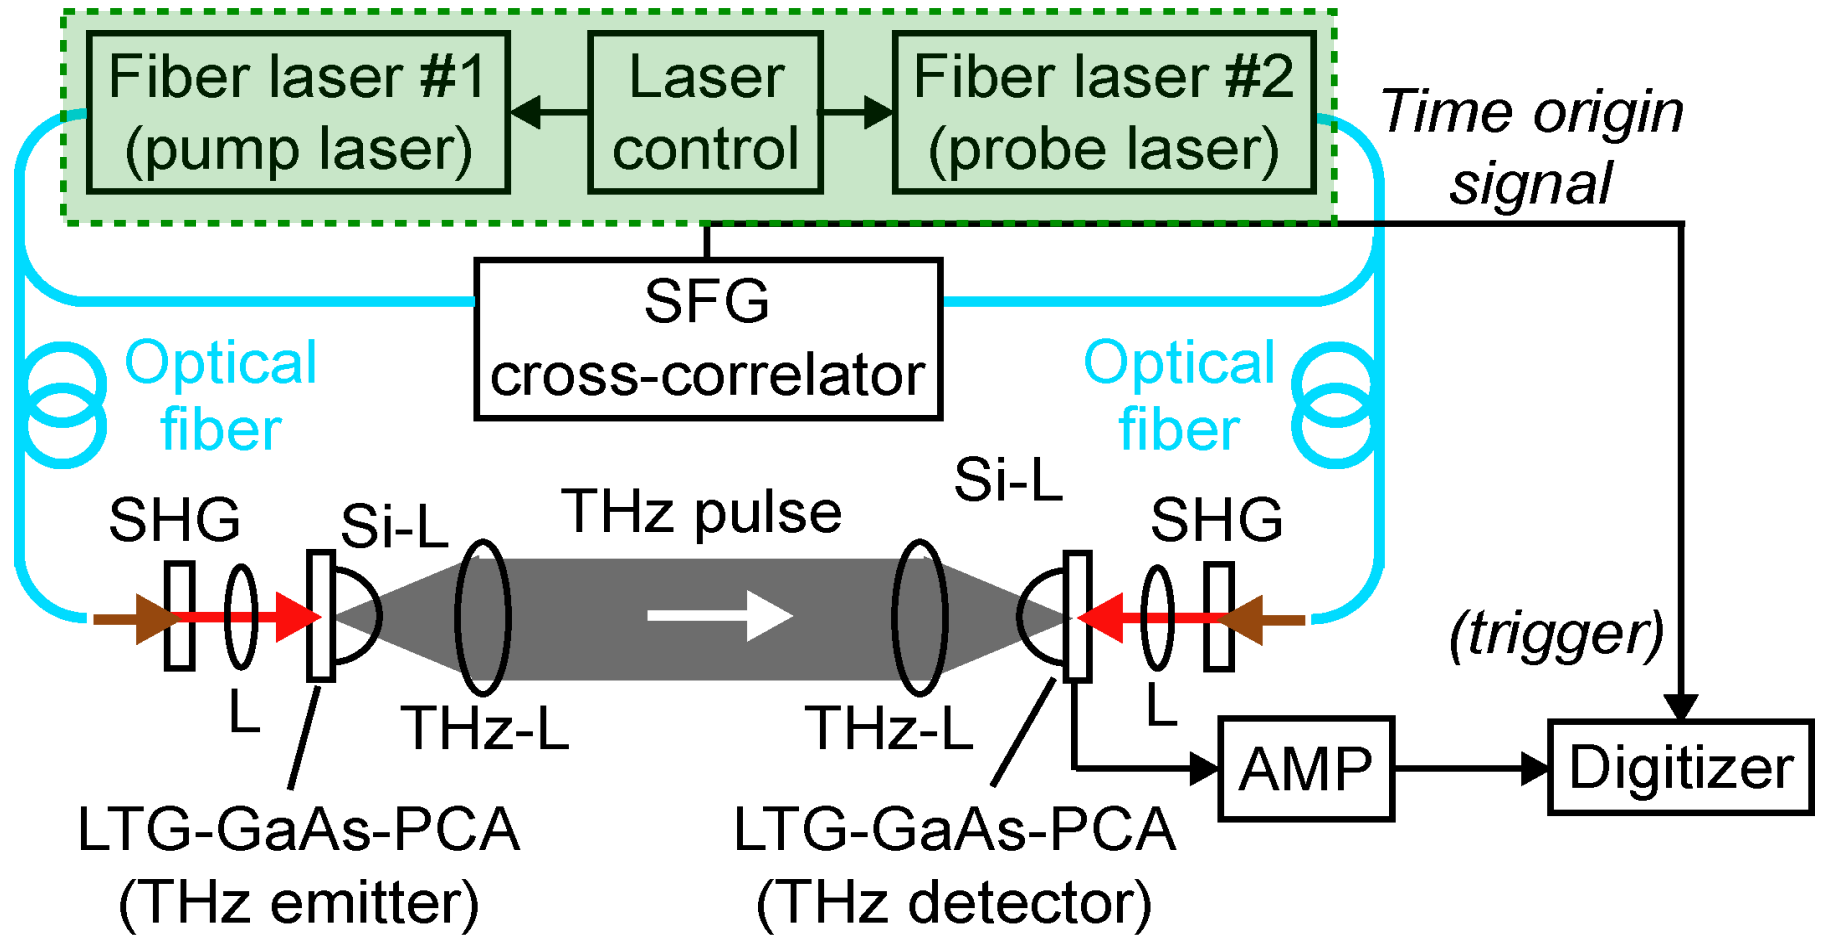 Fiber laser #1
(pump laser)
Laser
control
Fiber laser #2
(probe laser)
Time origin
signal
SFG
cross-correlator
Optical
fiber
Optical
fiber
SHG
Si-L
THz pulse
Si-L
SHG
(trigger)
L
THz-L
THz-L
L
AMP
Digitizer
LTG-GaAs-PCA
(THz emitter)
LTG-GaAs-PCA
(THz detector)